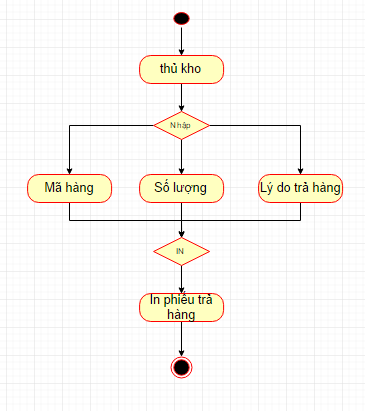 thủ kho
Nhập
Mã hàng
Số lượng
Lý do trả hàng
IN
In phiếu trả
hàng